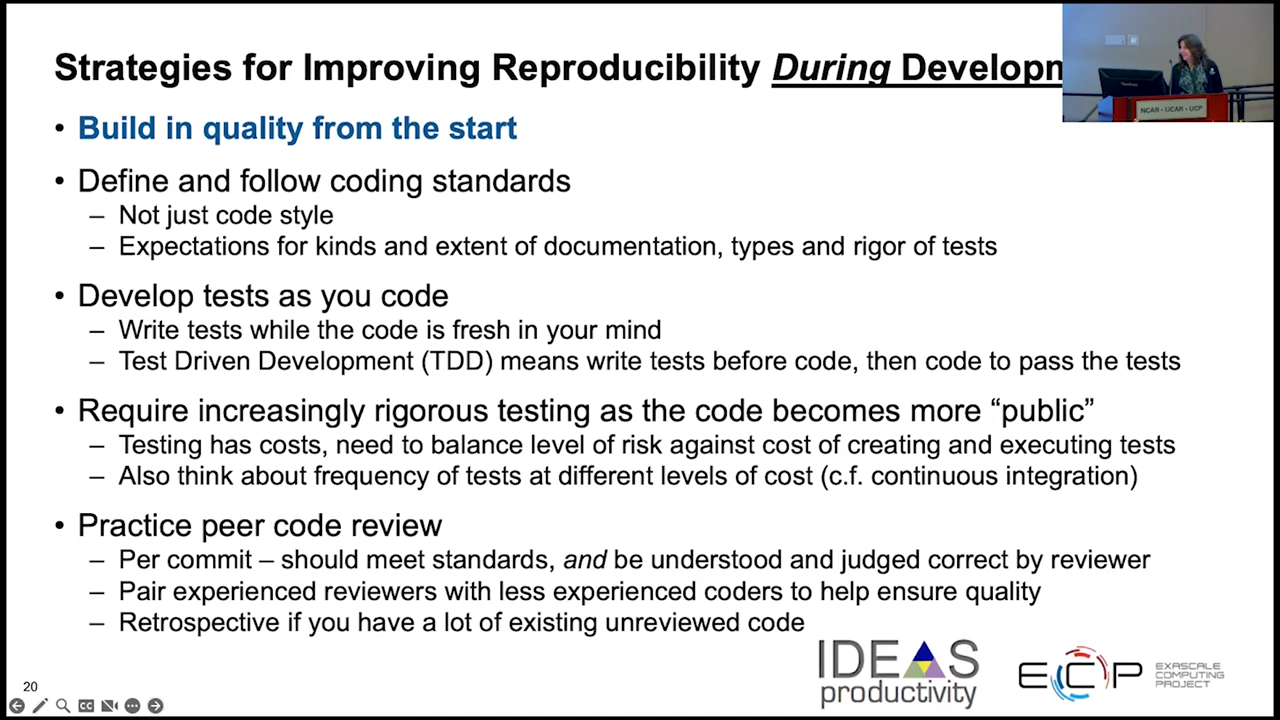 Strategies for Improving Reproducibility During Developm
• Build in quality from the start
• Define and follow coding standards
– Not just code style
– Expectations for kinds and extent of documentation, types and rigor of tests
• Develop tests as you code
– Write tests while the code is fresh in your mind
– Test Driven Development (TDD) means write tests before code, then code to pass the tests
• Require increasingly rigorous testing as the code becomes more “public”
– Testing has costs, need to balance level of risk against cost of creating and executing tests
– Also think about frequency of tests at different levels of cost (c.f. continuous integration)
• Practice peer code review
– Per commit – should meet standards, and be understood and judged correct by reviewer
– Pair experienced reviewers with less experienced coders to help ensure quality
– Retrospective if you have a lot of existing unreviewed code
IDEAS
productivity
ECP
EXASCALE
COMPUTING
PROJECT
20
CC
NCAR - UCAR - UCP